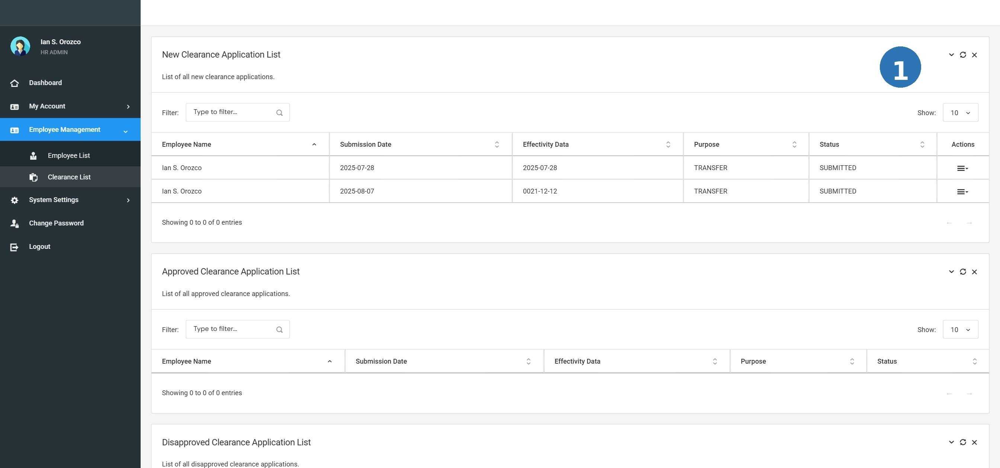 Ian S. Orozco
HR ADMIN
Dashboard
My Account
Employee Management
Employee List
Clearance List
System Settings
Change Password
Logout
New Clearance Application List
1
List of all new clearance applications.
Filter: Type to filter... Show: 10
Employee Name Submission Date Effectivity Data Purpose Status Actions
Ian S. Orozco 2025-07-28 2025-07-28 TRANSFER SUBMITTED
Ian S. Orozco 2025-08-07 0021-12-12 TRANSFER SUBMITTED
Showing 0 to 0 of 0 entries ← →
Approved Clearance Application List
List of all approved clearance applications.
Filter: Type to filter... Show: 10
Employee Name Submission Date Effectivity Data Purpose Status
Showing 0 to 0 of 0 entries ← →
Disapproved Clearance Application List
List of all disapproved clearance applications.